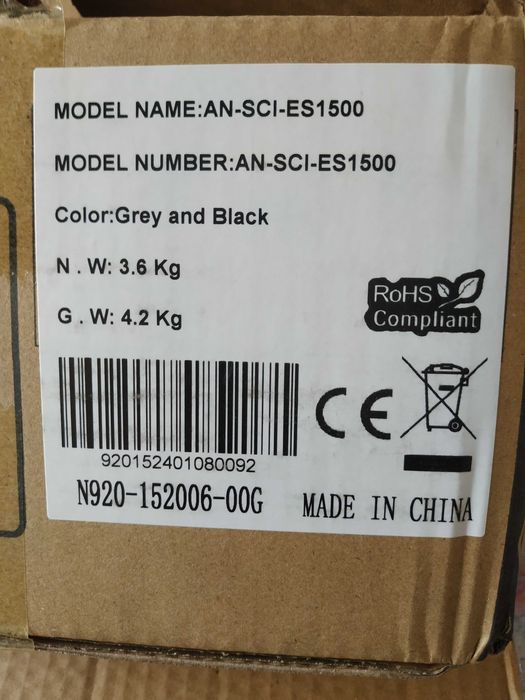 MODEL NAME:AN-SCI-ES1500
MODEL NUMBER:AN-SCI-ES1500
Color:Grey and Black
N . W: 3.6 Kg
G . W: 4.2 Kg
RoHS
Compliant
CE
920152401080092
N920-152006-00G
MADE IN CHINA